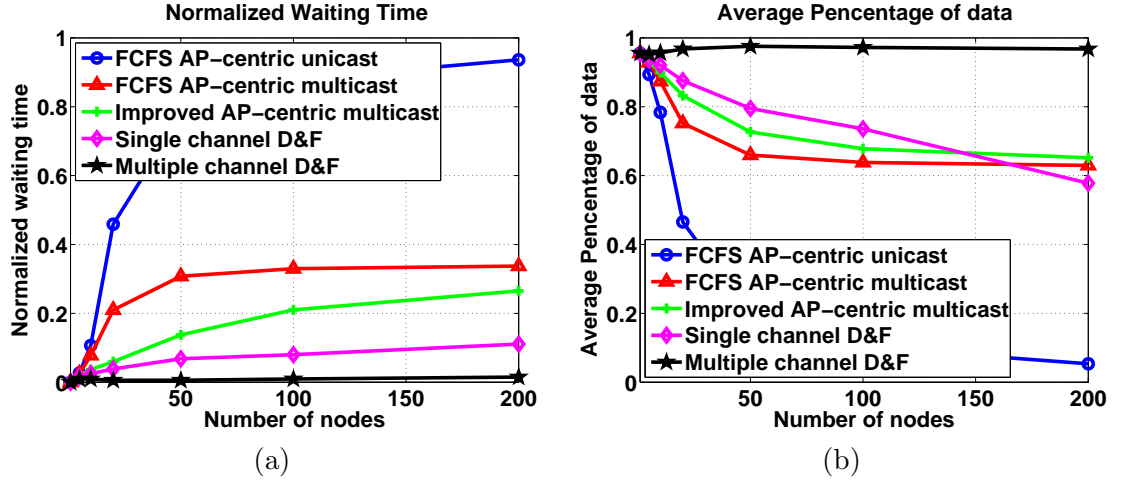 Normalized Waiting Time
1
0.8
0.6
0.4
0.2
0
Normalized waiting time
FCFS AP-centric unicast
FCFS AP-centric multicast
Improved AP-centric multicast
Single channel D&F
Multiple channel D&F
50 100 150 200
Number of nodes
(a)
Average Pencentage of data
1
0.8
0.6
0.4
0.2
0
Average Pencentage of data
FCFS AP-centric unicast
FCFS AP-centric multicast
Improved AP-centric multicast
Single channel D&F
Multiple channel D&F
50 100 150 200
Number of nodes
(b)